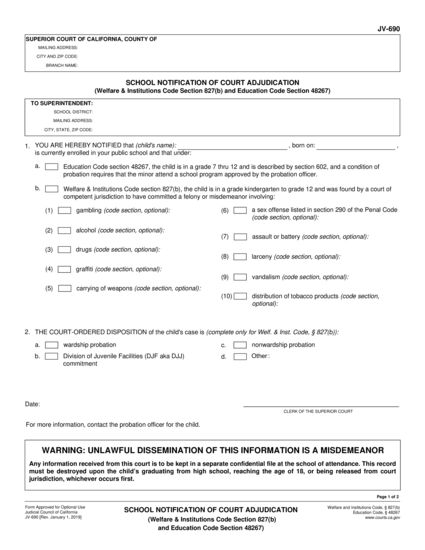 JV-690
SUPERIOR COURT OF CALIFORNIA, COUNTY OF
MAILING ADDRESS:
CITY AND ZIP CODE:
BRANCH NAME:
SCHOOL NOTIFICATION OF COURT ADJUDICATION
(Welfare & Institutions Code Section 827(b) and Education Code Section 48267)
TO SUPERINTENDENT:
SCHOOL DISTRICT:
MAILING ADDRESS:
CITY, STATE, ZIP CODE:
1. YOU ARE HEREBY NOTIFIED that (child's name): , born on: ,
is currently enrolled in your public school and that under:
a. Education Code section 48267, the child is in a grade 7 thru 12 and is described by section 602, and a condition of
probation requires that the minor attend a school program approved by the probation officer.
b. Welfare & Institutions Code section 827(b), the child is in a grade kindergarten to grade 12 and was found by a court of
competent jurisdiction to have committed a felony or misdemeanor involving:
(1) gambling (code section, optional):
(2) alcohol (code section, optional):
(3) drugs (code section, optional):
(4) graffiti (code section, optional):
(5) carrying of weapons (code section, optional):
(6) a sex offense listed in section 290 of the Penal Code
(code section, optional):
(7) assault or battery (code section, optional):
(8) larceny (code section, optional):
(9) vandalism (code section, optional):
(10) distribution of tobacco products (code section,
optional):
2. THE COURT-ORDERED DISPOSITION of the child's case is (complete only for Welf. & Inst. Code, § 827(b)):
a. wardship probation
b. Division of Juvenile Facilities (DJF aka DJJ)
commitment
c. nonwardship probation
d. Other:
Date:
CLERK OF THE SUPERIOR COURT
For more information, contact the probation officer for the child.
WARNING: UNLAWFUL DISSEMINATION OF THIS INFORMATION IS A MISDEMEANOR
Any information received from this court is to be kept in a separate confidential file at the school of attendance. This record
must be destroyed upon the child's graduation from high school, reaching the age of 18, or being released from court
jurisdiction, whichever occurs first.
Page 1 of 2
Form Approved for Optional Use
Judicial Council of California
JV-690 [Rev. January 1, 2019]
SCHOOL NOTIFICATION OF COURT ADJUDICATION
(Welfare & Institutions Code Section 827(b)
and Education Code Section 48267)
Welfare and Institutions Code, § 827(b)
Education Code, § 48267
www.courts.ca.gov